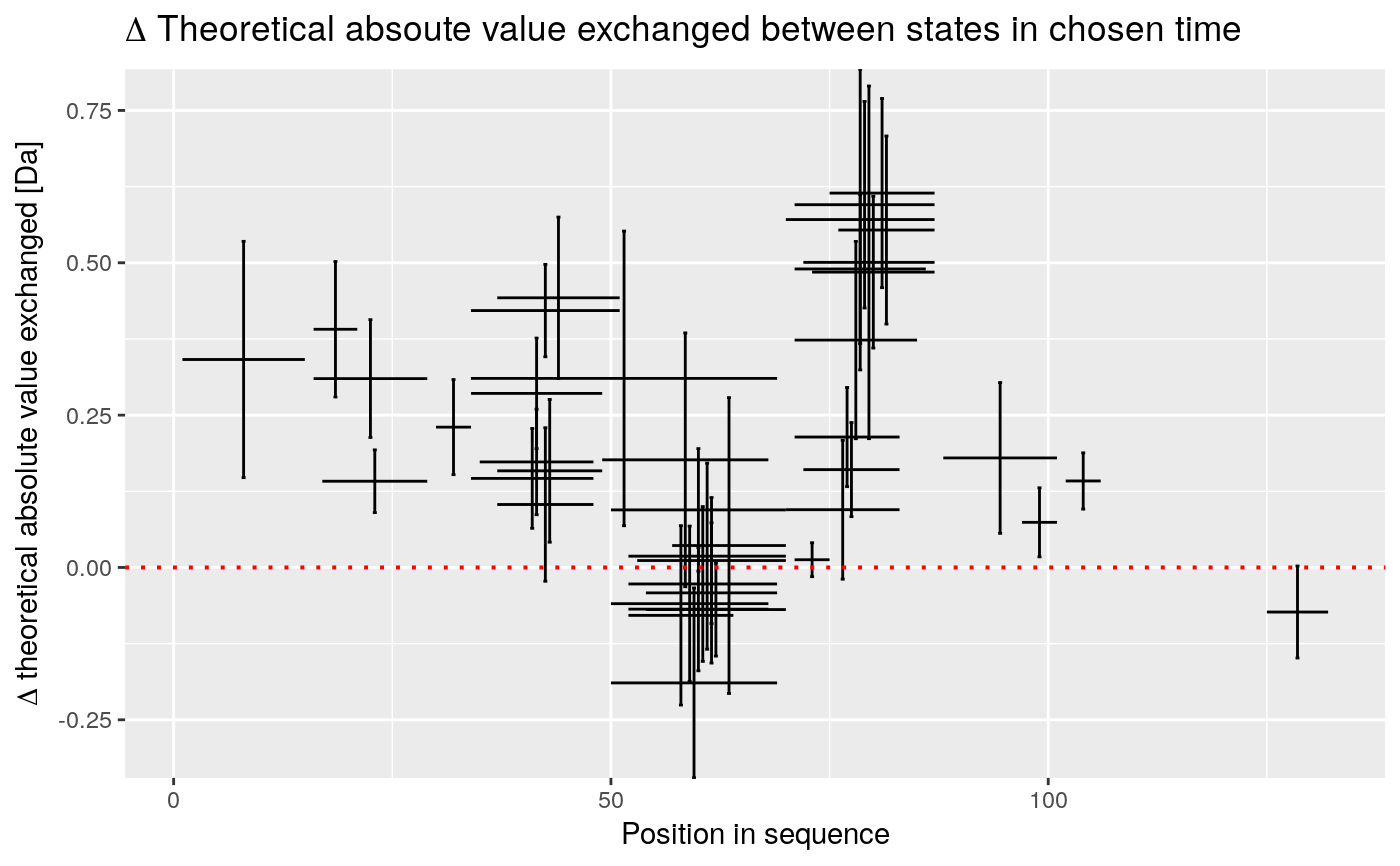 Δ Theoretical absoute value exchanged between states in chosen time
Δ theoretical absolute value exchanged [Da]
0.75
0.50
0.25
0.00
-0.25
0
50
100
Position in sequence